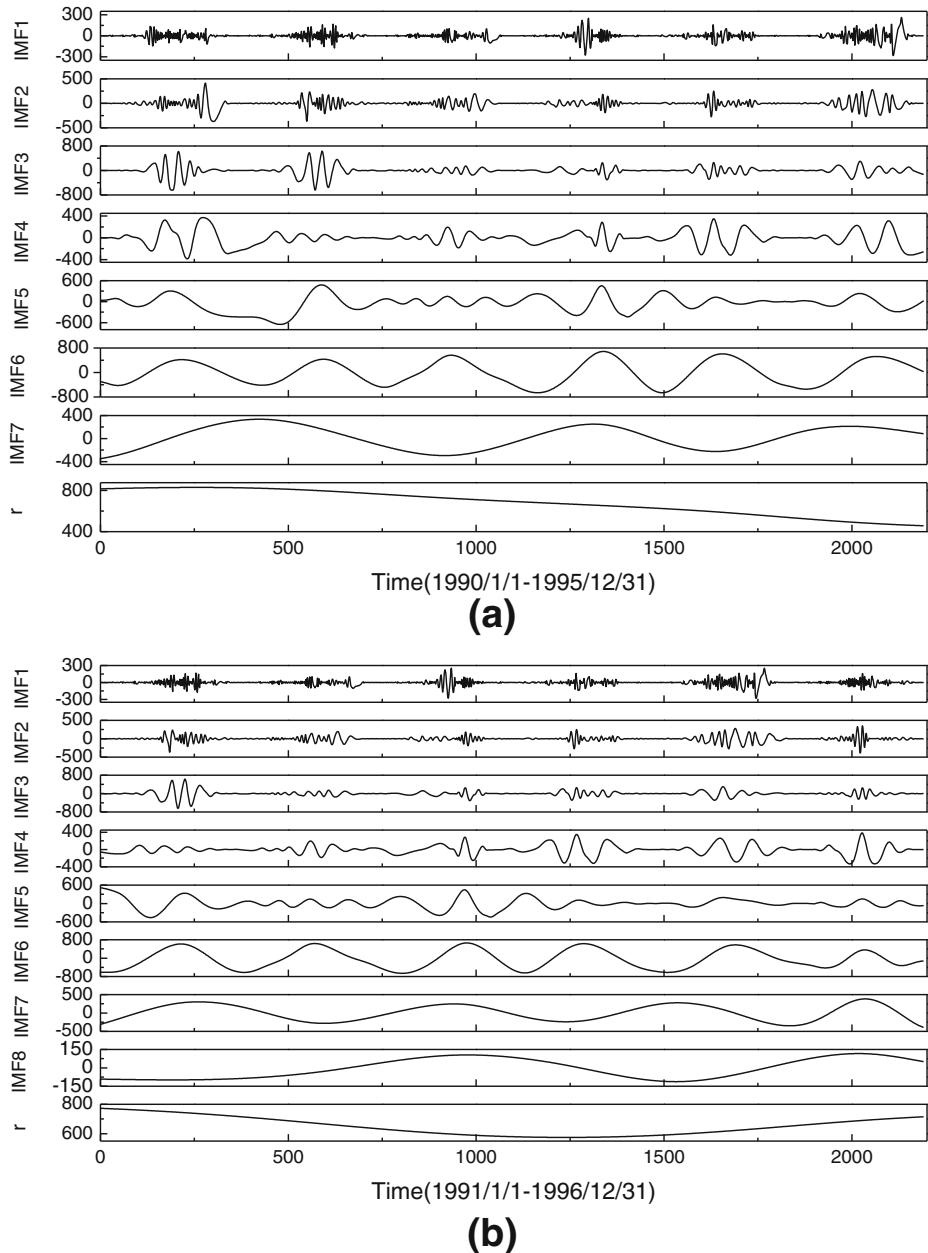 IMF1
300
0
-300
IMF2
500
0
-500
IMF3
800
0
-800
IMF4
400
0
-400
IMF5
600
0
-600
IMF6
800
0
-800
IMF7
400
0
-400
r
800
400
0 500 1000 1500 2000
Time(1990/1/1-1995/12/31)
(a)
IMF1
300
0
-300
IMF2
500
0
-500
IMF3
800
0
-800
IMF4
400
0
-400
IMF5
600
0
-600
IMF6
800
0
-800
IMF7
500
0
-500
IMF8
150
0
-150
r
800
600
0 500 1000 1500 2000
Time(1991/1/1-1996/12/31)
(b)